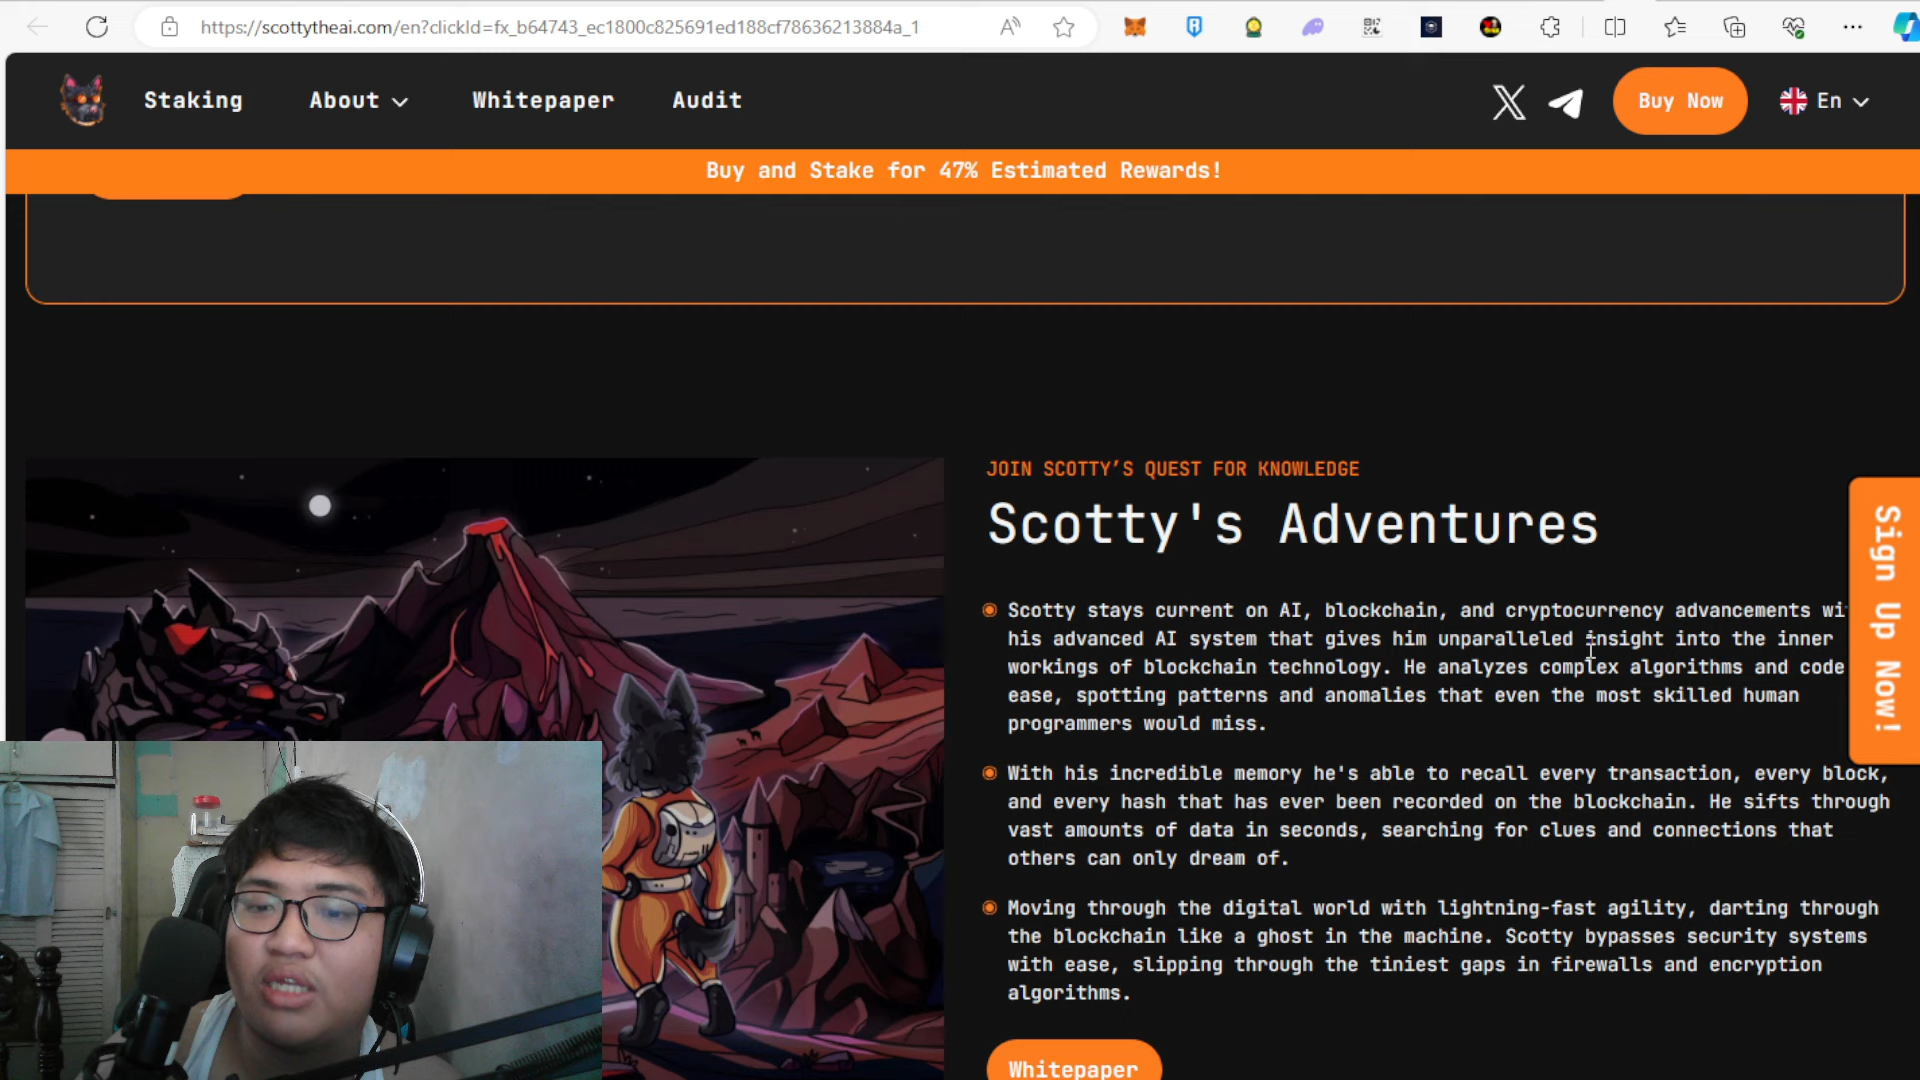 https://scottytheai.com/en?clickId=fx_b64743_ec1800c825691ed188cf78636213884a_1
Staking
About
Whitepaper
Audit
Buy Now
En
Buy and Stake for 47% Estimated Rewards!
JOIN SCOTTY’S QUEST FOR KNOWLEDGE
Scotty's Adventures
Scotty stays current on AI, blockchain, and cryptocurrency advancements
his advanced AI system that gives him unparalleled insight into the inner
workings of blockchain technology. He analyzes complex algorithms and code
ease, spotting patterns and anomalies that even the most skilled human
programmers would miss.
With his incredible memory he's able to recall every transaction, every block,
and every hash that has ever been recorded on the blockchain. He sifts through
vast amounts of data in seconds, searching for clues and connections that
others can only dream of.
Moving through the digital world with lightning-fast agility, darting through
the blockchain like a ghost in the machine. Scotty bypasses security systems
with ease, slipping through the tiniest gaps in firewalls and encryption
algorithms.
Whitepaper
Sign Up Now!